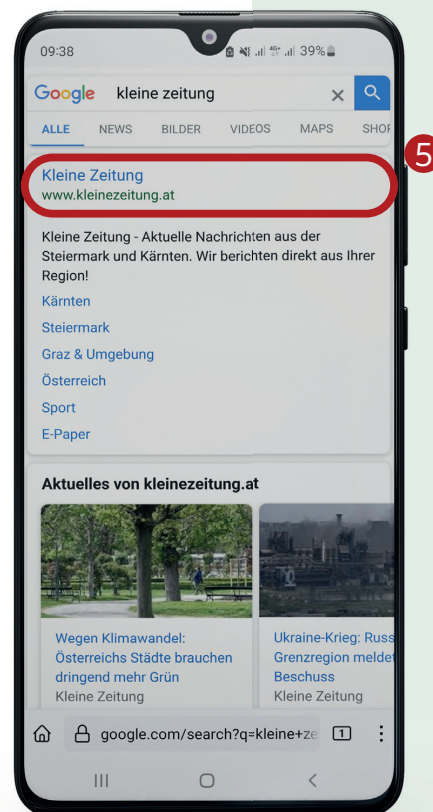 09:38 4G+ 39%
Google kleine zeitung ×
ALLE NEWS BILDER VIDEOS MAPS SHOP
5
Kleine Zeitung
www.kleinezeitung.at
Kleine Zeitung - Aktuelle Nachrichten aus der
Steiermark und Kärnten. Wir berichten direkt aus Ihrer
Region!
Kärnten
Steiermark
Graz & Umgebung
Österreich
Sport
E-Paper
Aktuelles von kleinezeitung.at
Wegen Klimawandel:
Österreichs Städte brauchen
dringend mehr Grün
Kleine Zeitung
Ukraine-Krieg: Russ
Grenzregion meldet
Beschuss
Kleine Zeitung
google.com/search?q=kleine+ze 1